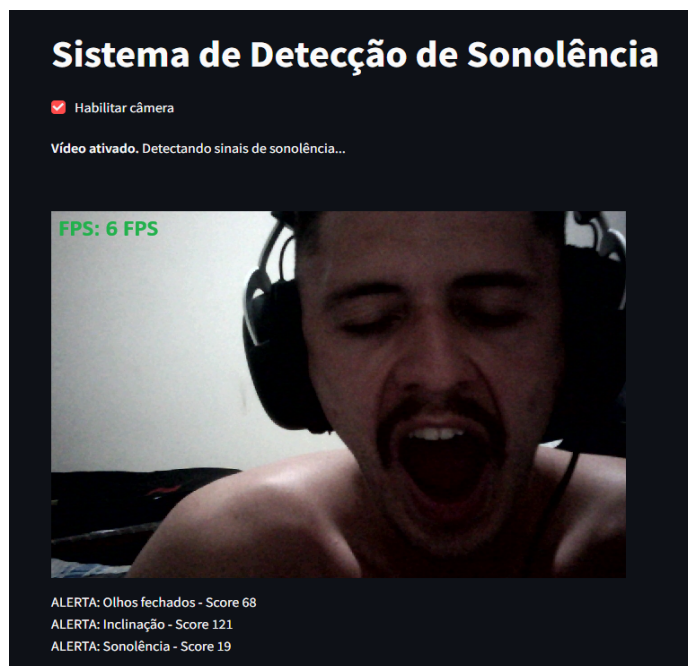 Sistema de Detecção de Sonolência
Habilitar câmera
Vídeo ativado. Detectando sinais de sonolência...
FPS: 6 FPS
ALERTA: Olhos fechados - Score 68
ALERTA: Inclinação - Score 121
ALERTA: Sonolência - Score 19